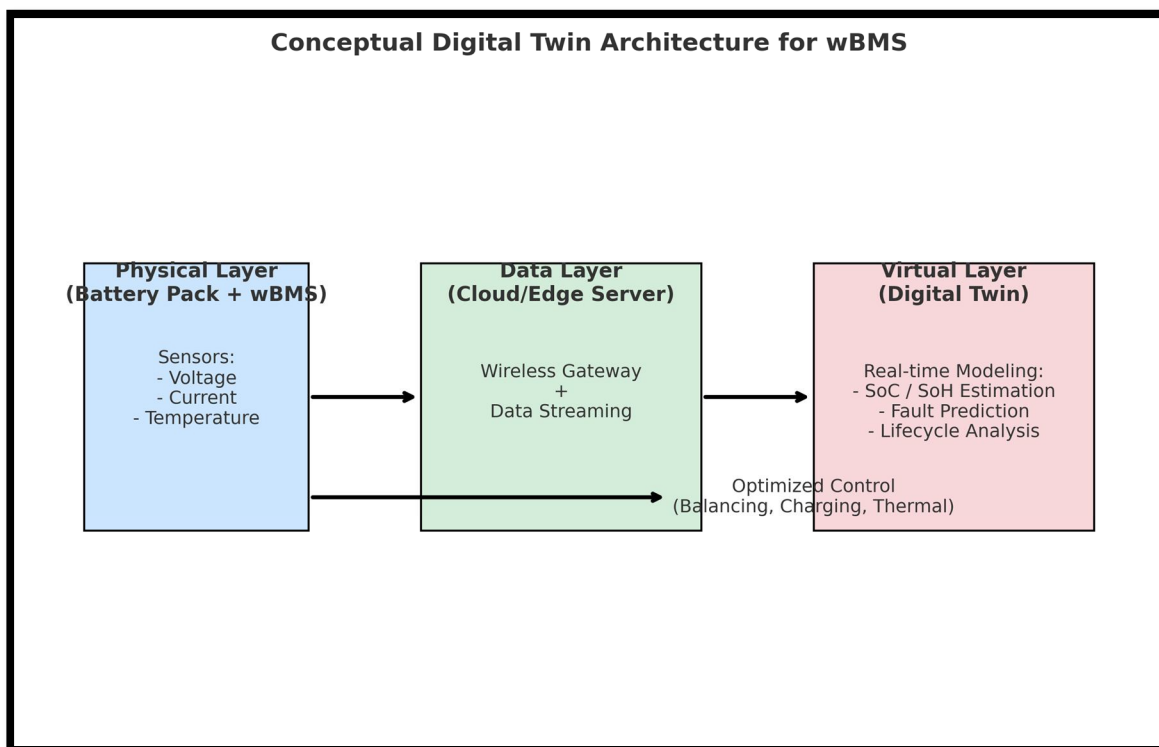 Conceptual Digital Twin Architecture for wBMS
Physical Layer
(Battery Pack + wBMS)
Sensors:
- Voltage
- Current
- Temperature
Data Layer
(Cloud/Edge Server)
Wireless Gateway
+
Data Streaming
Virtual Layer
(Digital Twin)
Real-time Modeling:
- SoC / SoH Estimation
- Fault Prediction
- Lifecycle Analysis
Optimized Control
(Balancing, Charging, Thermal)